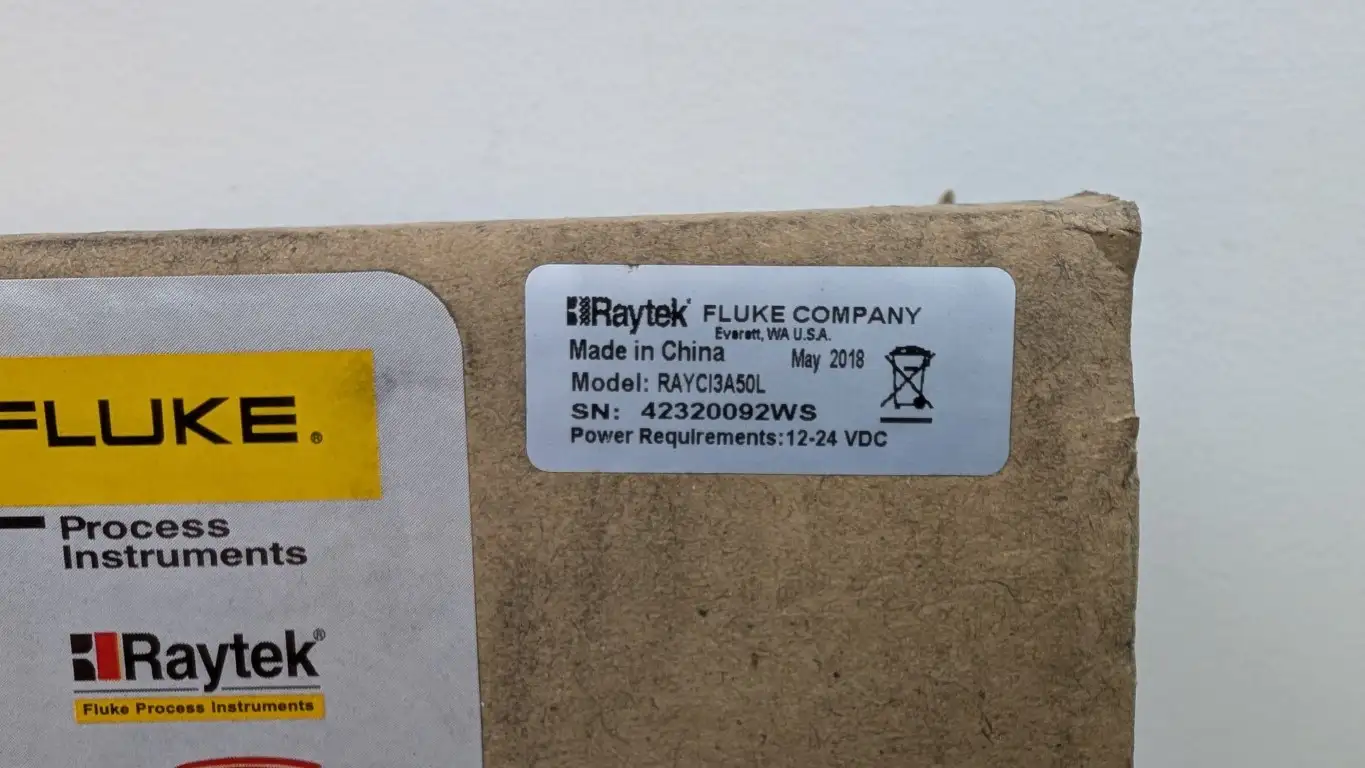 FLUKE®
Process
Instruments
Raytek®
Fluke Process Instruments
Raytek® FLUKE COMPANY
Everett, WA U.S.A.
Made in China May 2018
Model: RAYCI3A50L
SN: 42320092WS
Power Requirements:12-24 VDC